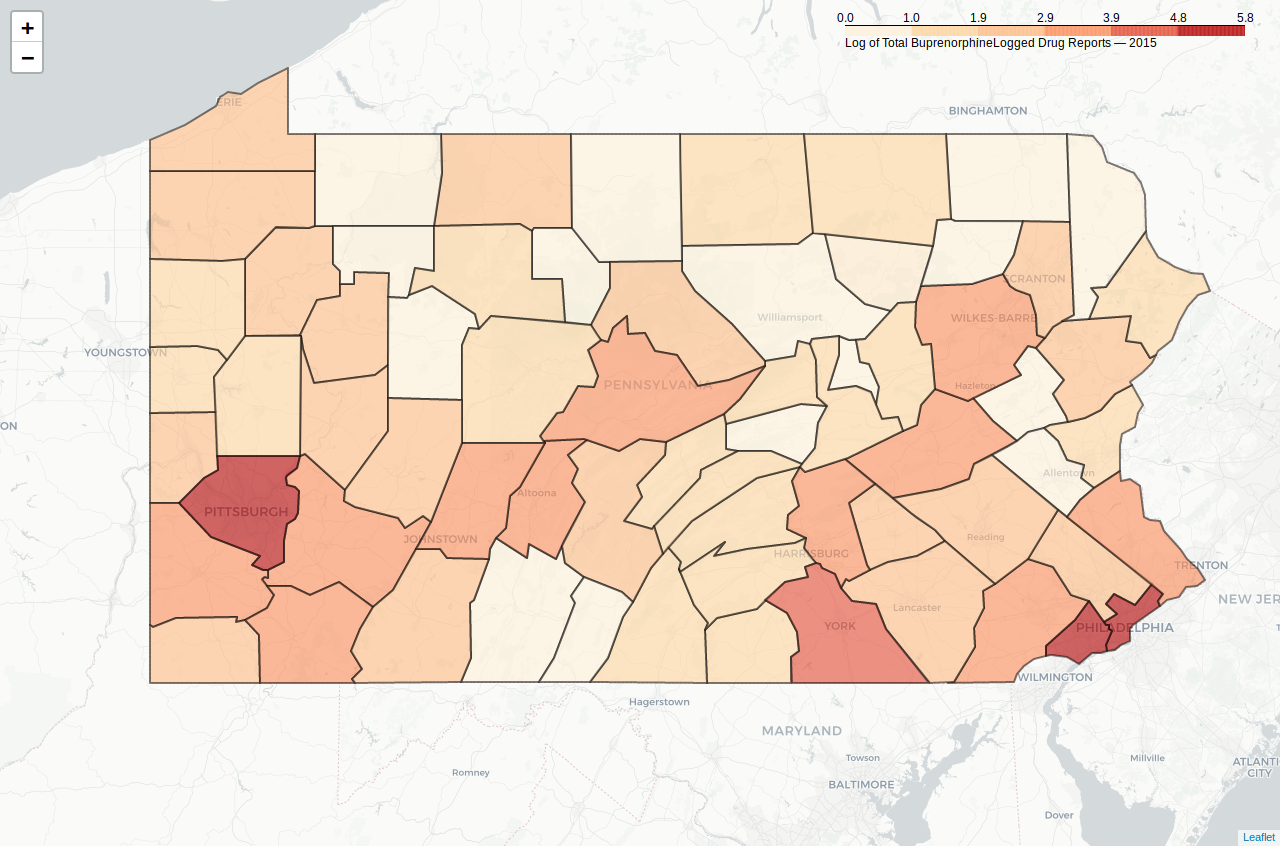 +
−
0.0 1.0 1.9 2.9 3.9 4.8 5.8
Log of Total BuprenorphineLogged Drug Reports — 2015
ERIE
BINGHAMTON
SCRANTON
Williamsport
WILKES-BARRE
YOUNGSTOWN
PENNSYLVANIA
Hazleton
ON
Allentown
Altoona
PITTSBURGH
JOHNSTOWN
Reading
HARRISBURG
TRENTON
NEW JER
Lancaster
YORK
PHILADELPHIA
WILMINGTON
Hagerstown
MARYLAND
Towson
Millville
ATLANTI
CITY
Romney
BALTIMORE
Dover
Leaflet